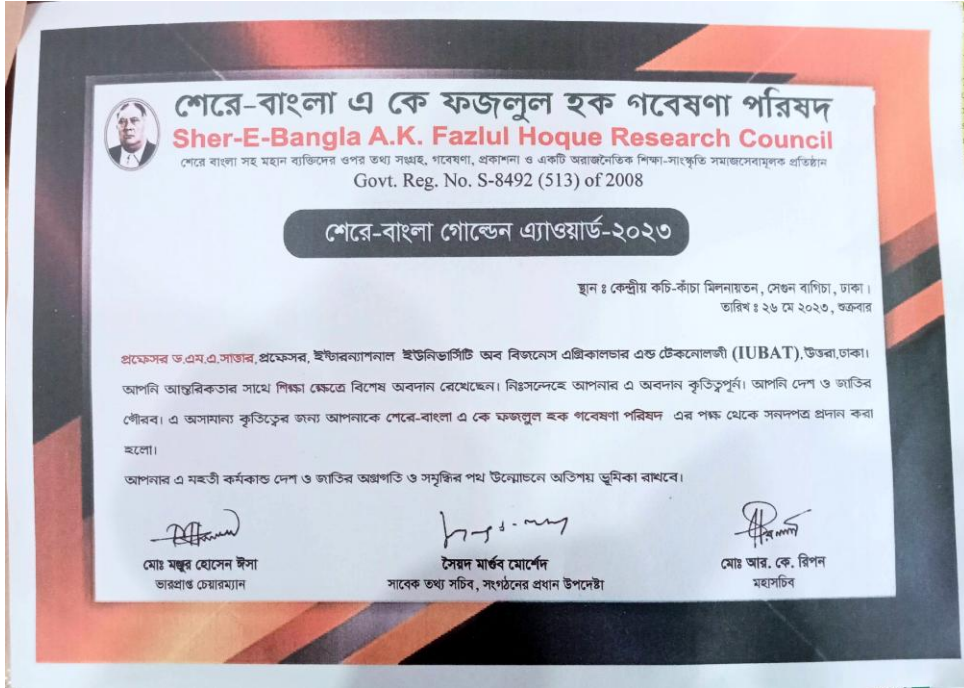 শেরে-বাংলা এ কে ফজলুল হক গবেষণা পরিষদ
Sher-E-Bangla A.K. Fazlul Hoque Research Council
শেরে বাংলা সহ মহান ব্যক্তিদের ওপর তথ্য সংগ্রহ, গবেষণা, প্রকাশনা ও একটি অরাজনৈতিক শিক্ষা-সাংস্কৃতি সমাজসেবামূলক প্রতিষ্ঠান
Govt. Reg. No. S-8492 (513) of 2008
শেরে-বাংলা গোল্ডেন এ্যাওয়ার্ড-২০২৩
স্থান ঃ কেন্দ্রীয় কচি-কাঁচা মিলনায়তন, সেগুন বাগিচা, ঢাকা।
তারিখ ঃ ২৬ মে ২০২৩, শুক্রবার
প্রফেসর ড.এম.এ.সাত্তার,প্রফেসর, ইন্টারন্যাশনাল ইউনিভার্সিটি অব বিজনেস এগ্রিকালচার এন্ড টেকনোলজী (IUBAT),উত্তরা,ঢাকা।
আপনি আন্তরিকতার সাথে শিক্ষা ক্ষেত্রে বিশেষ অবদান রেখেছেন। নিঃসন্দেহে আপনার এ অবদান কৃতিত্বপূর্ন। আপনি দেশ ও জাতির
গৌরব। এ অসামান্য কৃতিত্বের জন্য আপনাকে শেরে-বাংলা এ কে ফজলুল হক গবেষণা পরিষদ এর পক্ষ থেকে সনদপত্র প্রদান করা
হলো।
আপনার এ মহতী কর্মকান্ড দেশ ও জাতির অগ্রগতি ও সমৃদ্ধির পথ উন্মোচনে অতিশয় ভূমিকা রাখবে।
মোঃ মঞ্জুর হোসেন ঈসা
ভারপ্রাপ্ত চেয়ারম্যান
সৈয়দ মার্গুব মোর্শেদ
সাবেক তথ্য সচিব, সংগঠনের প্রধান উপদেষ্টা
মোঃ আর. কে. রিপন
মহাসচিব